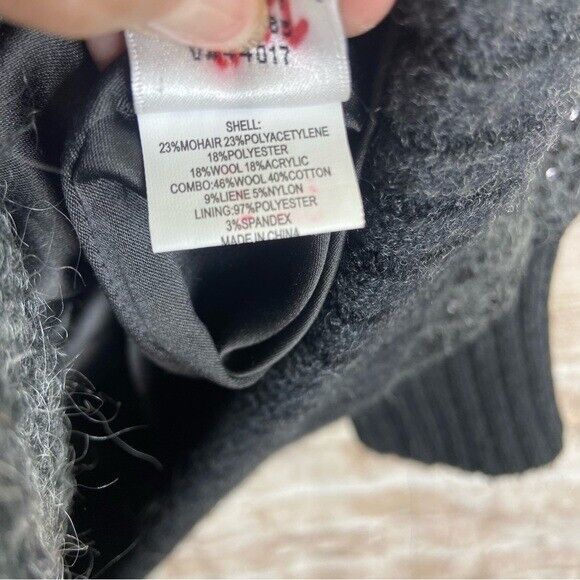 SHELL:
23%MOHAIR 23%POLYACETYLENE
18%POLYESTER
18%WOOL 18%ACRYLIC
COMBO:46%WOOL 40%COTTON
9%LIENE 5%NYLON
LINING:97%POLYESTER
3%SPANDEX
MADE IN CHINA